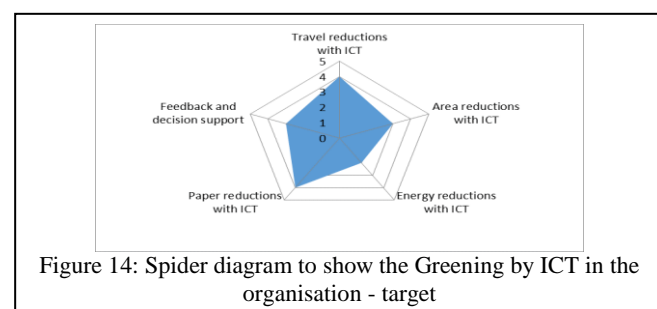 Travel reductions
with ICT
5
4
3
2
1
0
Area reductions
with ICT
Energy reductions
with ICT
Paper reductions
with ICT
Feedback and
decision support
Figure 14: Spider diagram to show the Greening by ICT in the
organisation - target